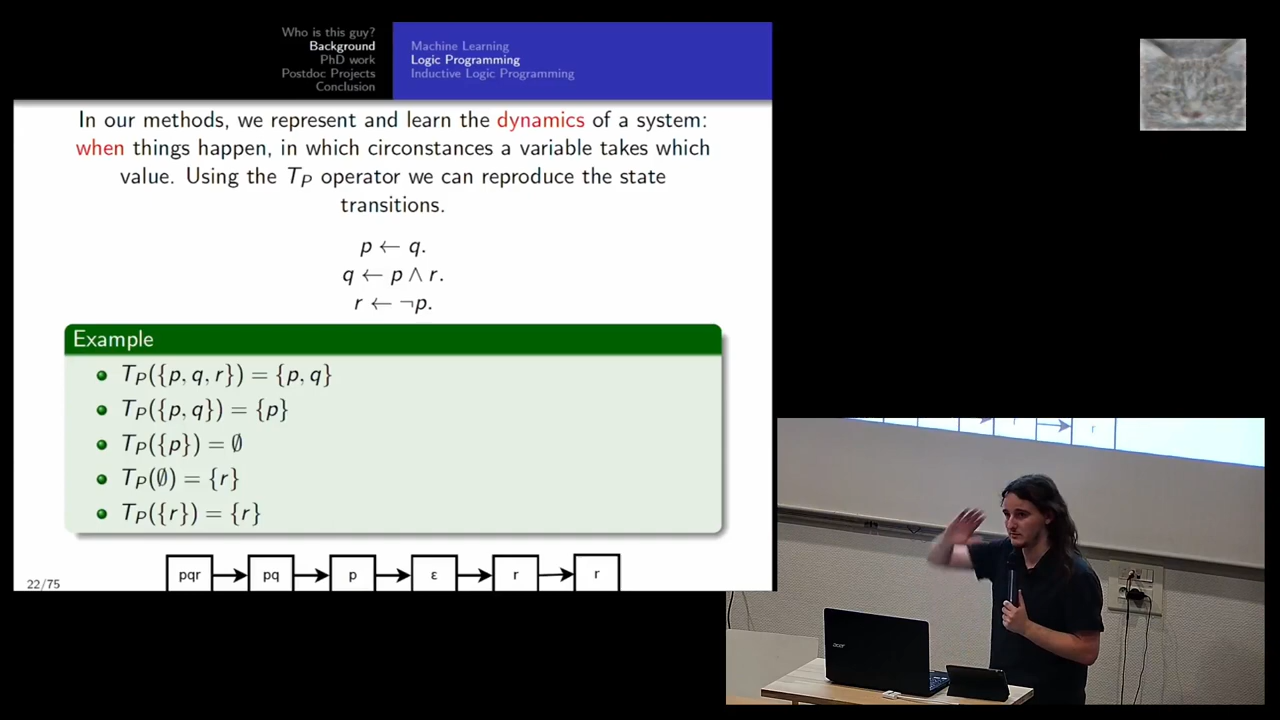 Who is this guy?
Background
PhD work
Postdoc Projects
Conclusion
Machine Learning
Logic Programming
Inductive Logic Programming
In our methods, we represent and learn the dynamics of a system:
when things happen, in which circonstances a variable takes which
value. Using the T_P operator we can reproduce the state
transitions.
p ← q.
q ← p ∧ r.
r ← ¬p.
Example
T_P({p, q, r}) = {p, q}
T_P({p, q}) = {p}
T_P({p}) = ∅
T_P(∅) = {r}
T_P({r}) = {r}
pqr → pq → p → ε → r → r
22/75
r
acer